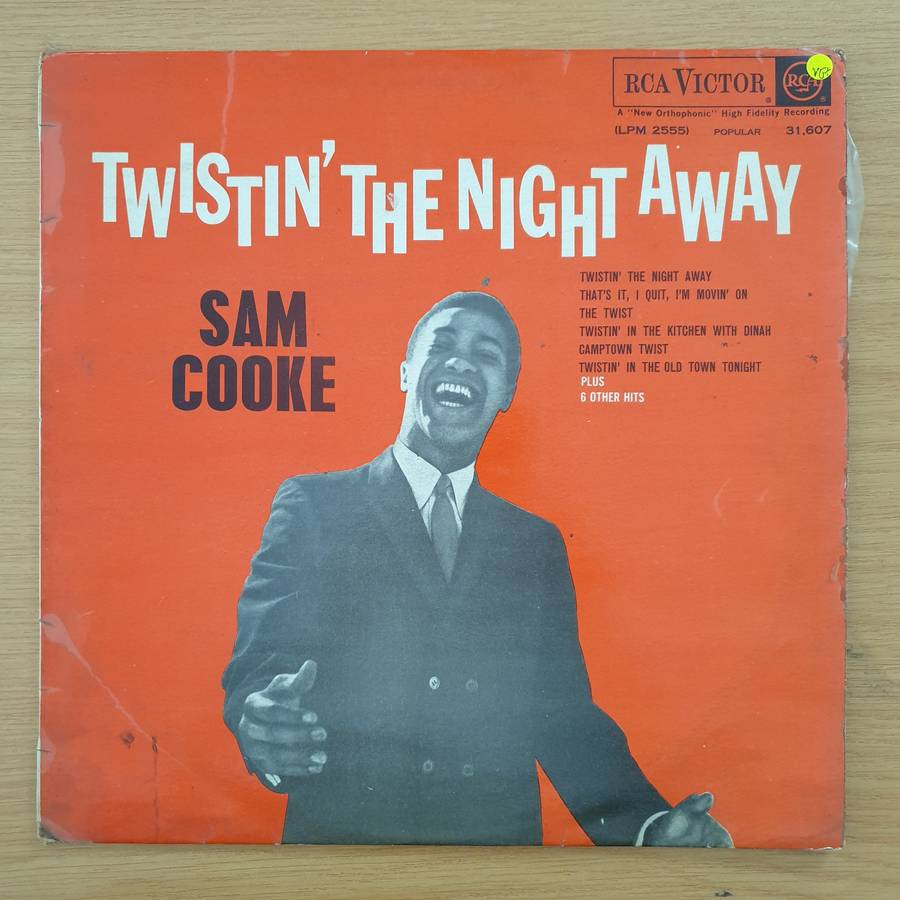 RCA VICTOR
RCA
VG+
A "New Orthophonic" High Fidelity Recording
(LPM 2555) POPULAR 31,607
TWISTIN' THE NIGHT AWAY
SAM
COOKE
TWISTIN' THE NIGHT AWAY
THAT'S IT, I QUIT, I'M MOVIN' ON
THE TWIST
TWISTIN' IN THE KITCHEN WITH DINAH
CAMPTOWN TWIST
TWISTIN' IN THE OLD TOWN TONIGHT
PLUS
6 OTHER HITS